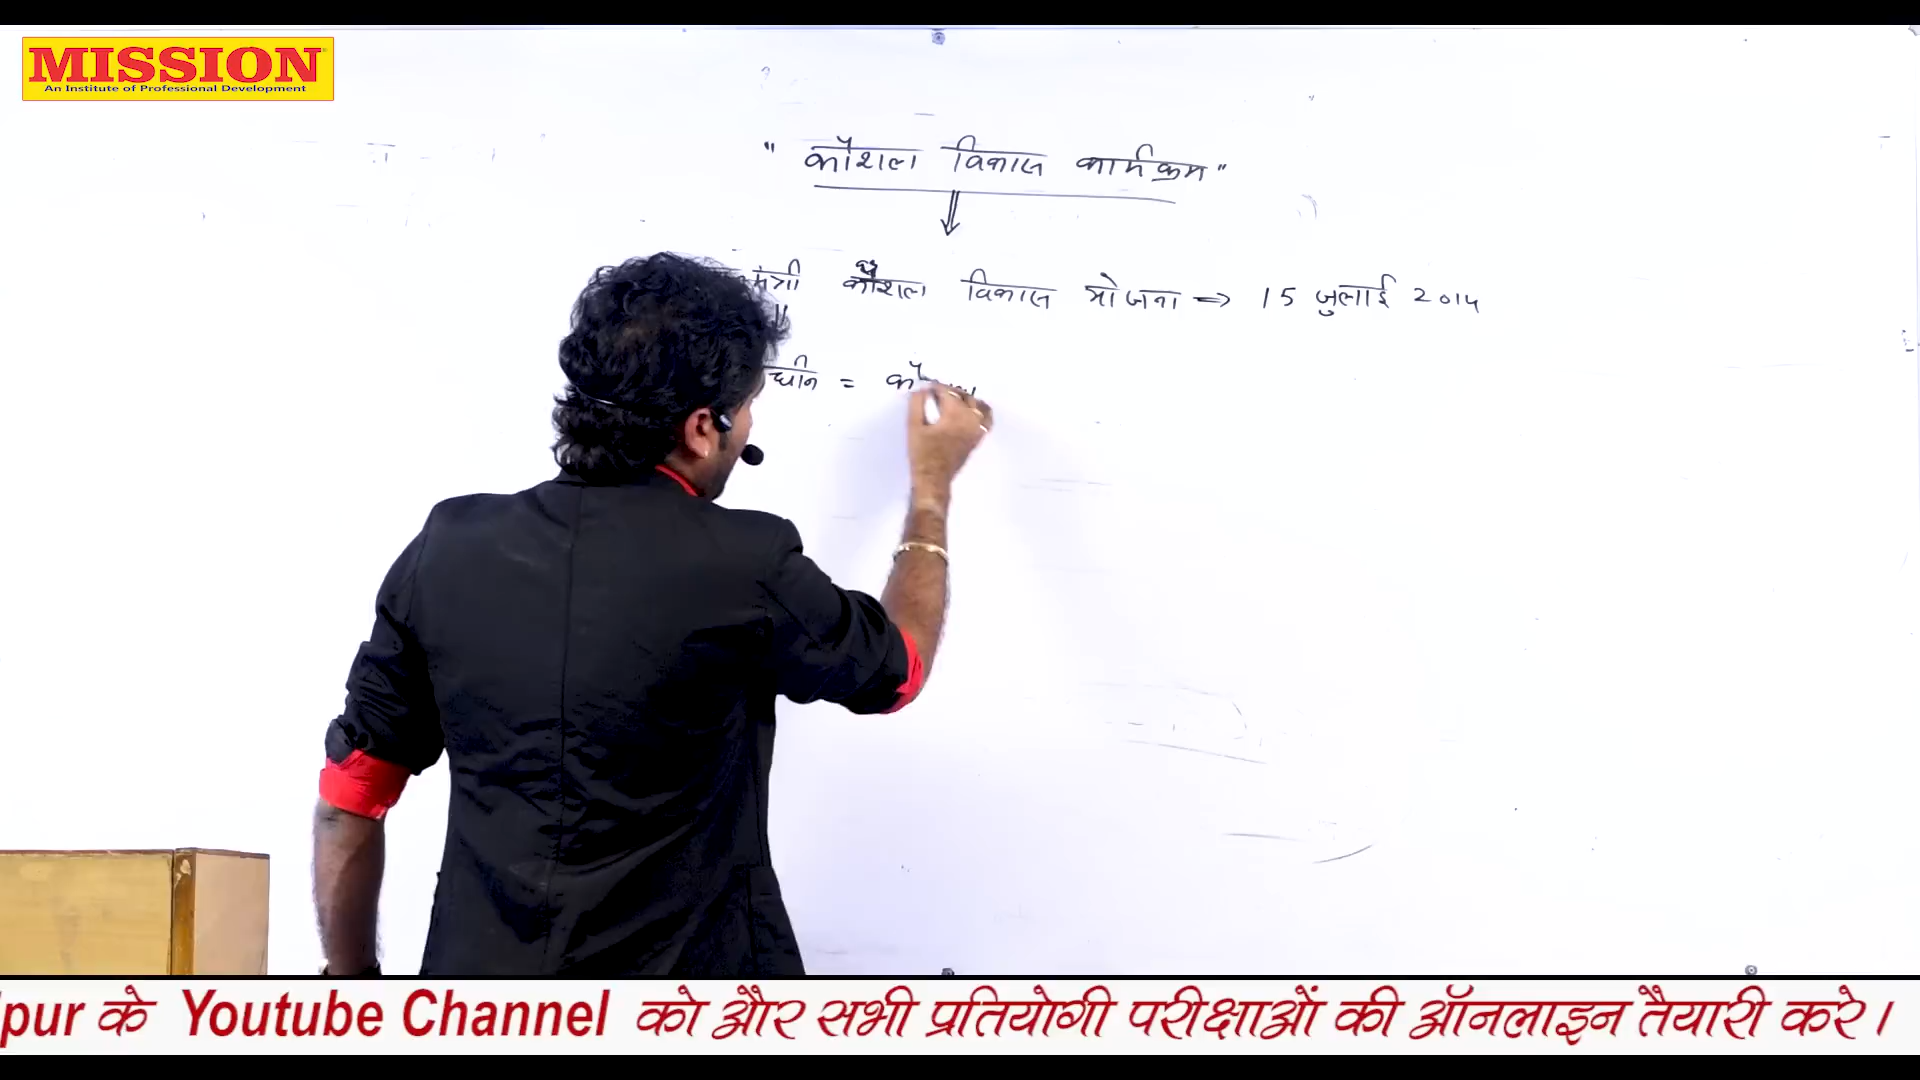 MISSION
An Institute of Professional Development
" कौशल विकास कार्यक्रम "
मंत्री कौशल विकास योजना ⇒ 15 जुलाई 2014
धीन = कौ
pur के Youtube Channel को और सभी प्रतियोगी परीक्षाओं की ऑनलाइन तैयारी करे।